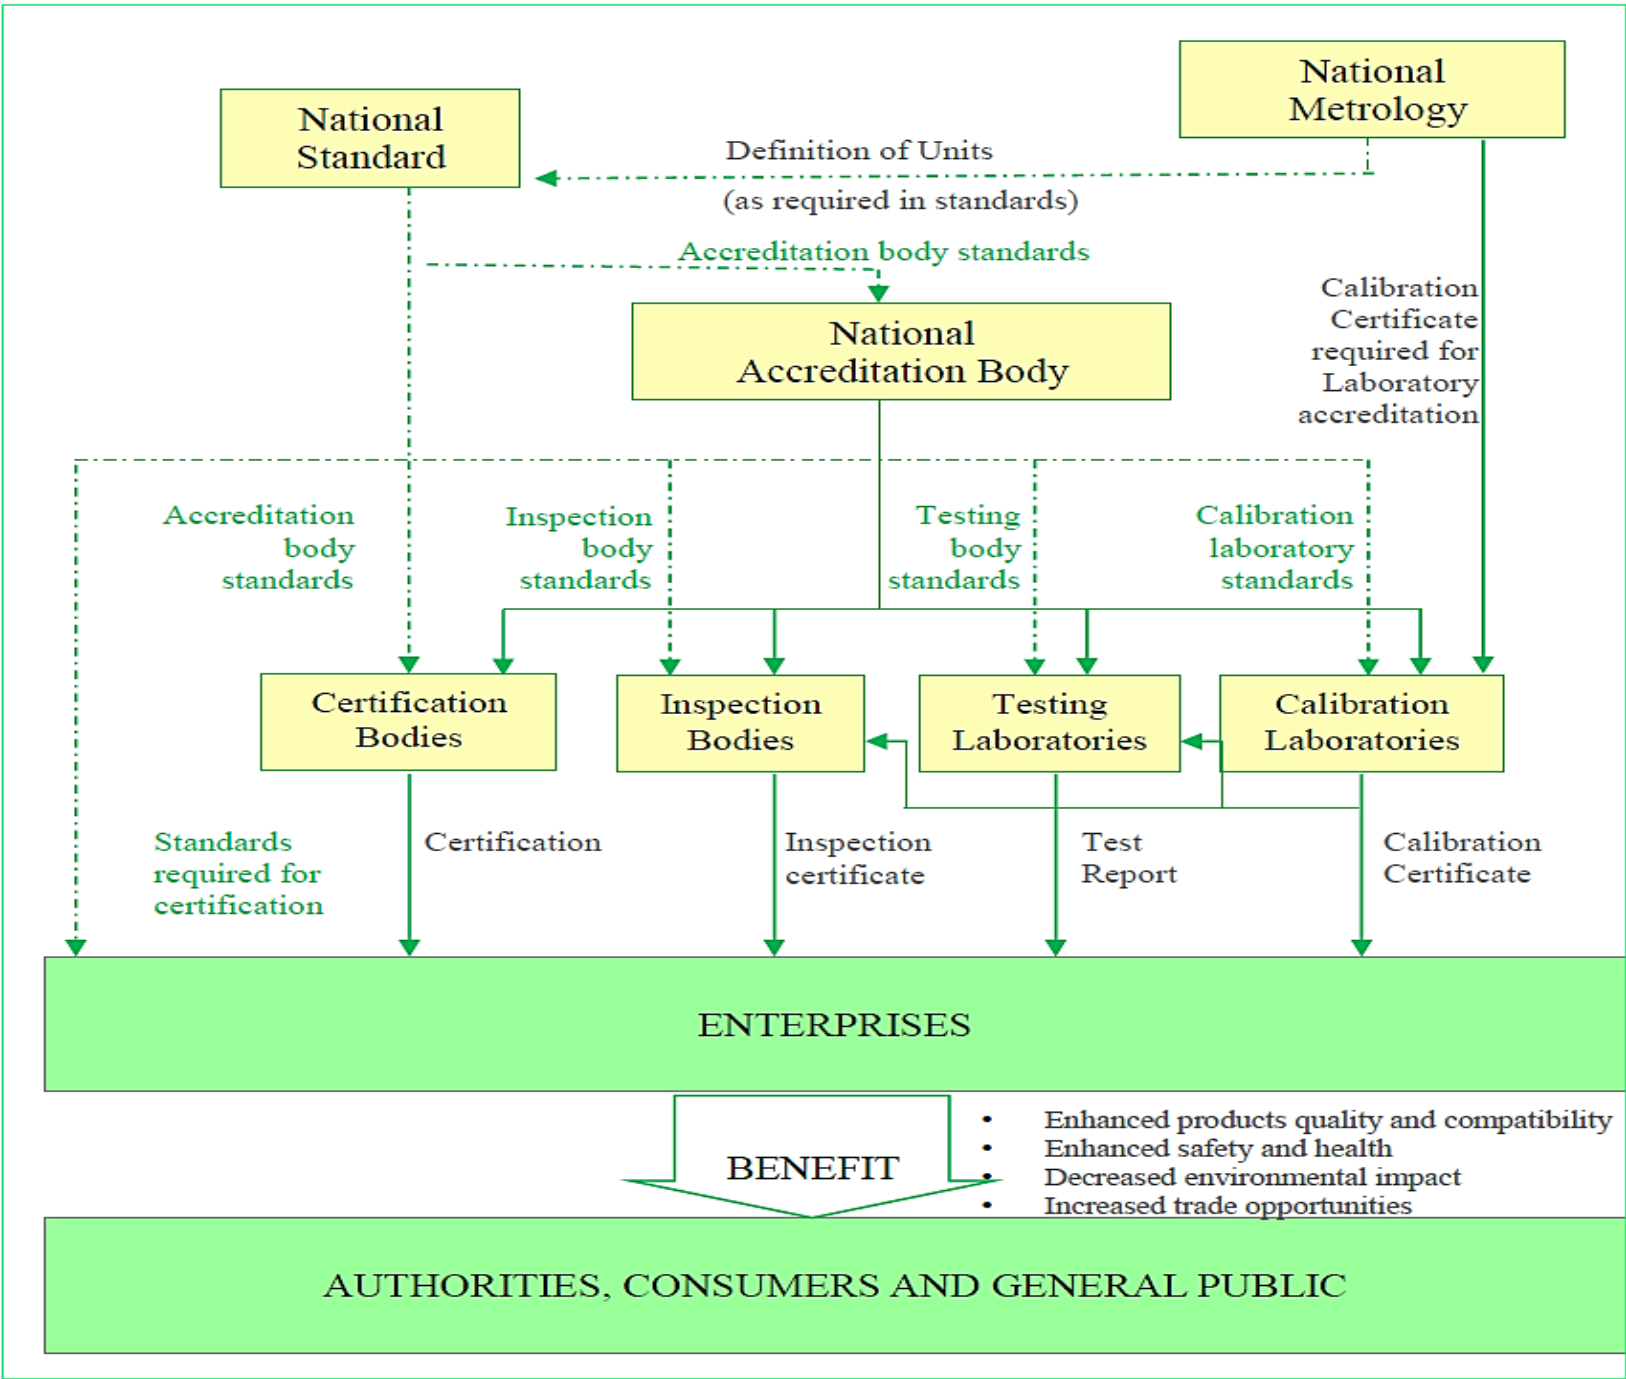 National
Metrology
National
Standard
Definition of Units
(as required in standards)
Accreditation body standards
Calibration
Certificate
required for
Laboratory
accreditation
National
Accreditation Body
Accreditation
body
standards
Inspection
body
standards
Testing
body
standards
Calibration
laboratory
standards
Certification
Bodies
Inspection
Bodies
Testing
Laboratories
Calibration
Laboratories
Standards
required for
certification
Certification
Inspection
certificate
Test
Report
Calibration
Certificate
ENTERPRISES
BENEFIT
• Enhanced products quality and compatibility
• Enhanced safety and health
• Decreased environmental impact
• Increased trade opportunities
AUTHORITIES, CONSUMERS AND GENERAL PUBLIC